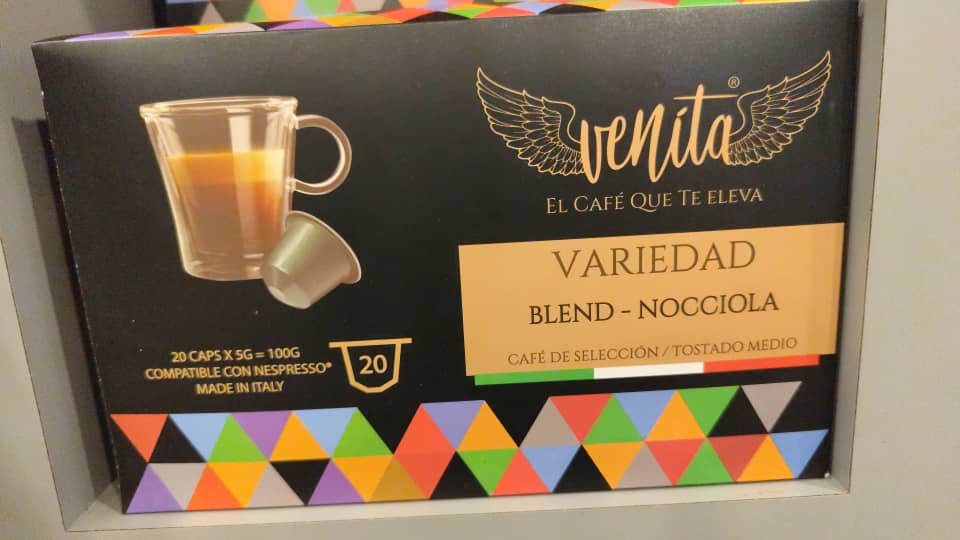 venita®
EL CAFÉ QUE TE ELEVA
VARIEDAD
BLEND - NOCCIOLA
CAFÉ DE SELECCIÓN / TOSTADO MEDIO
20 CAPS X 5G = 100G
COMPATIBLE CON NESPRESSO®
MADE IN ITALY
20